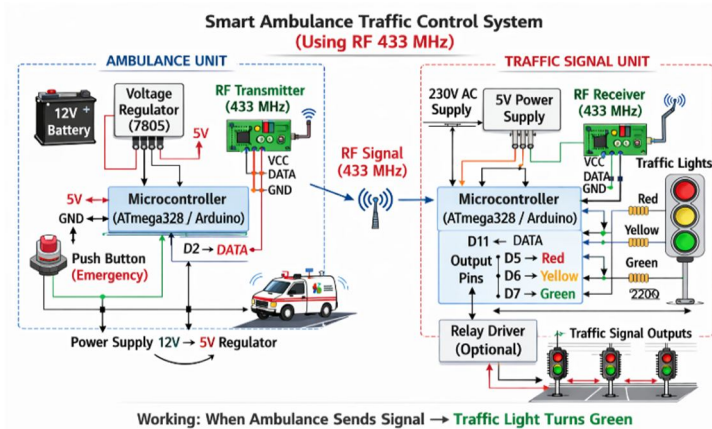 Smart Ambulance Traffic Control System
(Using RF 433 MHz)
AMBULANCE UNIT
12V +
Battery
Voltage
Regulator
(7805)
5V
RF Transmitter
(433 MHz)
VCC
DATA
GND
5V
GND
Microcontroller
(ATmega328 / Arduino)
D2 → DATA
Push Button
(Emergency)
Power Supply 12V → 5V Regulator
RF Signal
(433 MHz)
TRAFFIC SIGNAL UNIT
230V AC
Supply
5V Power
Supply
RF Receiver
(433 MHz)
VCC
DATA
GND
Traffic Lights
Microcontroller
(ATmega328 / Arduino)
D11 ← DATA
Output
Pins
D5 → Red
D6 → Yellow
D7 → Green
Red
Yellow
Green
220Ω
Relay Driver
(Optional)
Traffic Signal Outputs
Working: When Ambulance Sends Signal → Traffic Light Turns Green